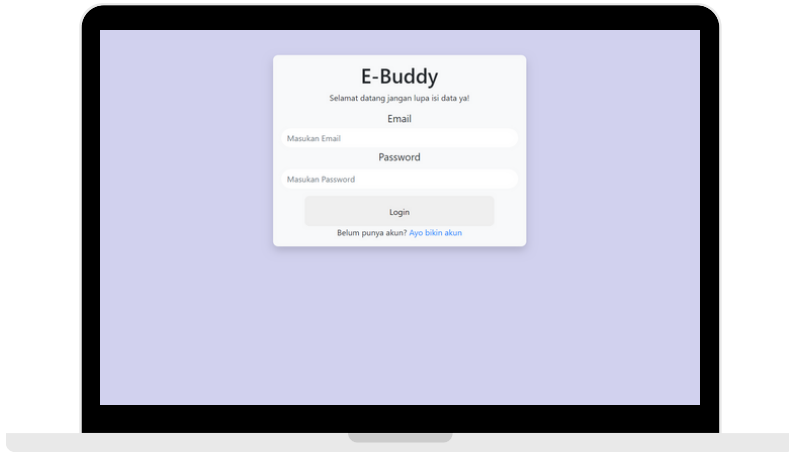 E-Buddy
Selamat datang jangan lupa isi data ya!
Email
Masukan Email
Password
Masukan Password
Login
Belum punya akun? Ayo bikin akun